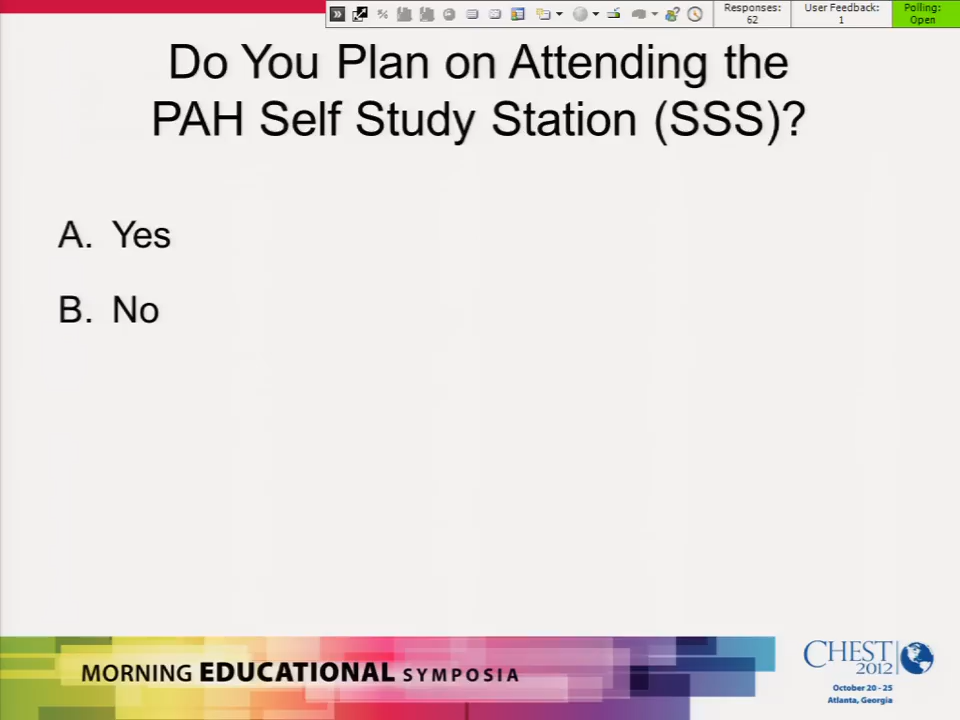 Responses:
62
User Feedback:
1
Polling:
Open
Do You Plan on Attending the
PAH Self Study Station (SSS)?
A. Yes
B. No
MORNING EDUCATIONAL SYMPOSIA
CHEST
2012
October 20 - 25
Atlanta, Georgia